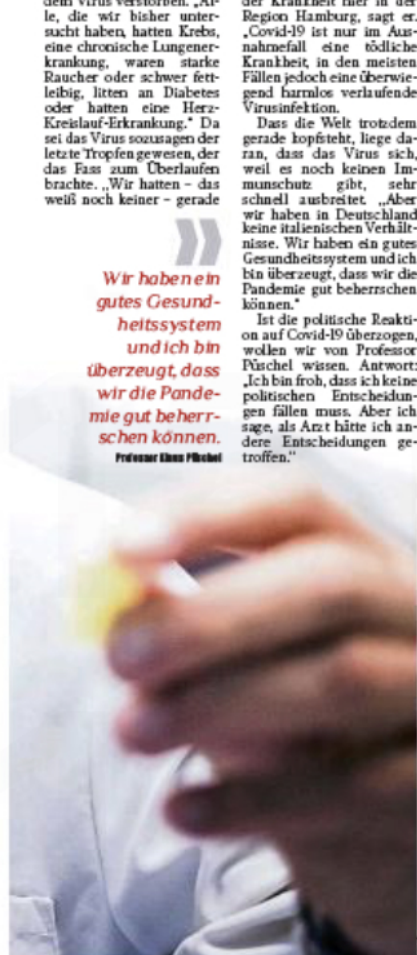 dem Virus verstorben. „Al-
le, die wir bisher unter-
sucht haben, hatten Krebs,
eine chronische Lungener-
krankung, waren starke
Raucher oder schwer fett-
leibig, litten an Diabetes
oder hatten eine Herz-
Kreislauf-Erkrankung.“ Da
sei das Virus sozusagen der
letzte Tropfen gewesen, der
das Fass zum Überlaufen
brachte. „Wir hatten – das
weiß noch keiner – gerade
Wir haben ein
gutes Gesund-
heitssystem
und ich bin
überzeugt, dass
wir die Pande-
mie gut beherr-
schen können.
Professor Klaus Püschel
der Krankheit hier in der
Region Hamburg, sagt er.
„Covid-19 ist nur im Aus-
nahmefall eine tödliche
Krankheit, in den meisten
Fällen jedoch eine überwie-
gend harmlos verlaufende
Virusinfektion.
Dass die Welt trotzdem
gerade kopfsteht, liege da-
ran, dass das Virus sich,
weil es noch keinen Im-
munschutz gibt, sehr
schnell ausbreitet. „Aber
wir haben in Deutschland
keine italienischen Verhält-
nisse. Wir haben ein gutes
Gesundheitssystem und ich
bin überzeugt, dass wir die
Pandemie gut beherrschen
können.“
Ist die politische Reakti-
on auf Covid-19 überzogen,
wollen wir von Professor
Püschel wissen. Antwort:
„Ich bin froh, dass ich keine
politischen Entscheidun-
gen fällen muss. Aber ich
sage, als Arzt hätte ich an-
dere Entscheidungen ge-
troffen.“